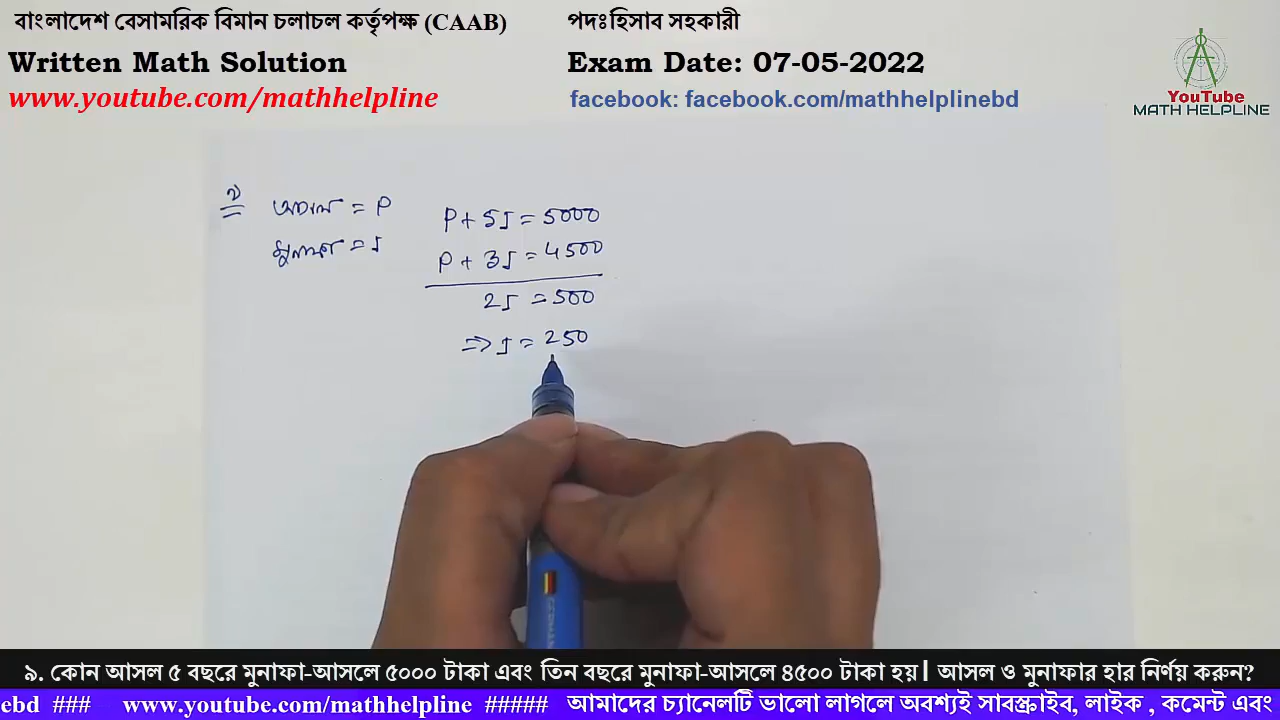 বাংলাদেশ বেসামরিক বিমান চলাচল কর্তৃপক্ষ (CAAB)
পদঃহিসাব সহকারী
Written Math Solution
Exam Date: 07-05-2022
www.youtube.com/mathhelpline
facebook: facebook.com/mathhelplinebd
YouTube
MATH HELPLINE
৯
আসল = P
মুনাফা = I
P + 5I = 5000
P + 3I = 4500
2I = 500
⇒ I = 250
৯. কোন আসল ৫ বছরে মুনাফা-আসলে ৫০০০ টাকা এবং তিন বছরে মুনাফা-আসলে ৪৫০০ টাকা হয়। আসল ও মুনাফার হার নির্ণয় করুন?
ebd ### www.youtube.com/mathhelpline ##### আমাদের চ্যানেলটি ভালো লাগলে অবশ্যই সাবস্ক্রাইব, লাইক , কমেন্ট এবং